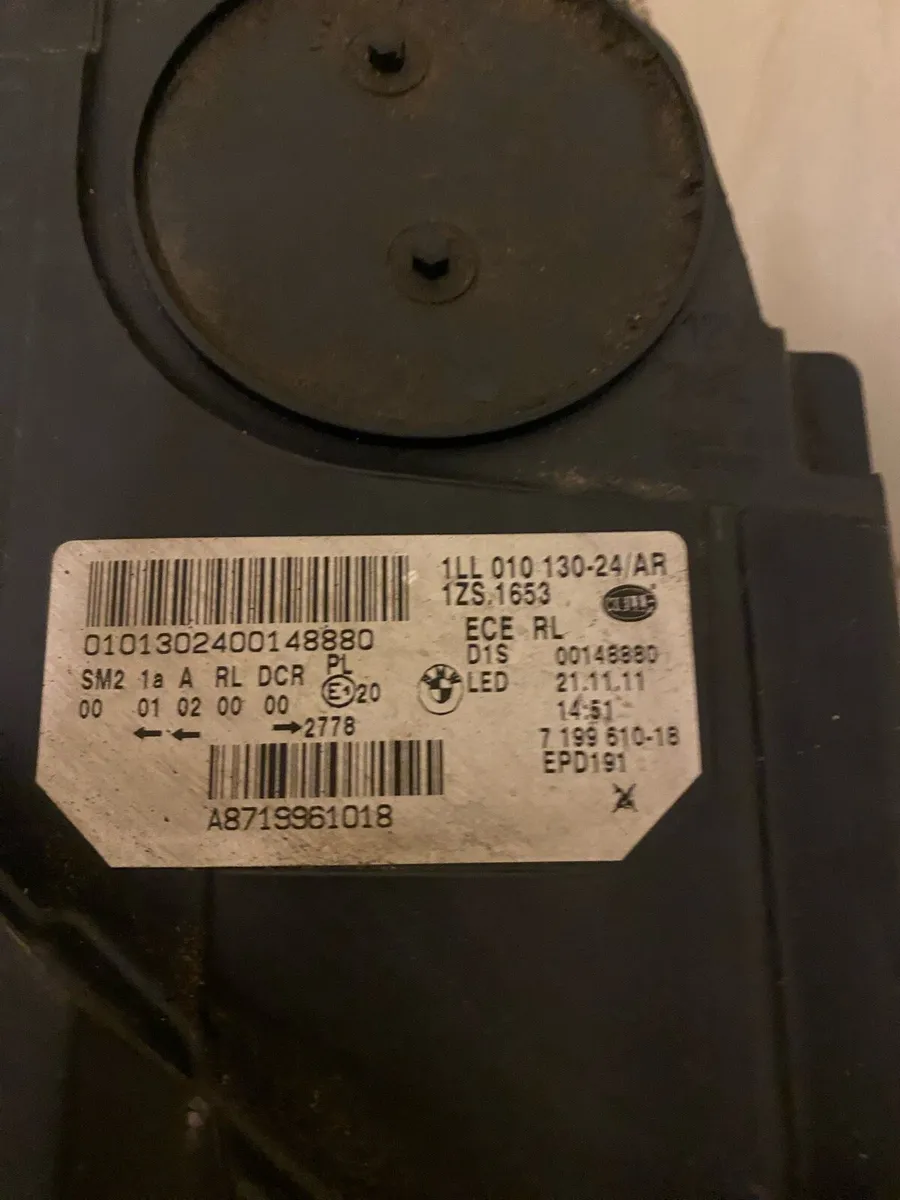 1LL 010 130-24/AR
1ZS.1653
HELLA
0101302400148880
ECE RL
D1S 00148880
LED 21.11.11
14:51
7 199 610-18
EPD191
SM2 1a A RL DCR PL
00 01 02 00 00 E1 20
←← →2778
A8719961018